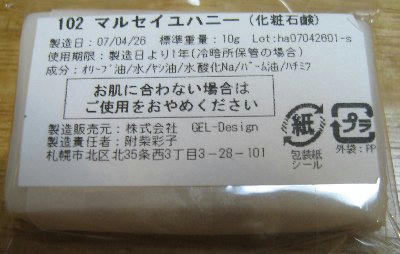 102 マルセイユハニー(化粧石鹸)
製造日:07/04/26 標準重量:10g Lot:ha07042601-s
使用期限:製造日より1年(冷暗所保管の場合)
成分:オリーブ油/水/ヤシ油/水酸化Na/パーム油/ハチミツ
お肌に合わない場合は
ご使用をおやめください
製造販売元:株式会社 GEL-Design
製造責任者:附柴彩子
札幌市北区北35条西3丁目3-28-101
紙
包装紙
シール
プラ
外袋:PP